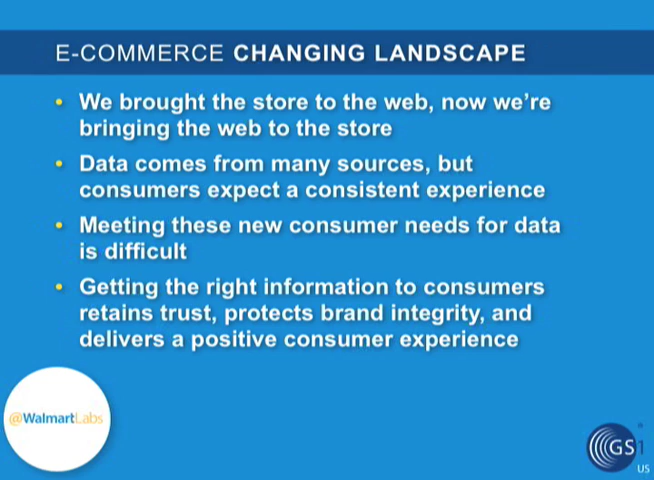 E-COMMERCE CHANGING LANDSCAPE
• We brought the store to the web, now we're
bringing the web to the store
• Data comes from many sources, but
consumers expect a consistent experience
• Meeting these new consumer needs for data
is difficult
• Getting the right information to consumers
retains trust, protects brand integrity, and
delivers a positive consumer experience
@WalmartLabs
GS1
US